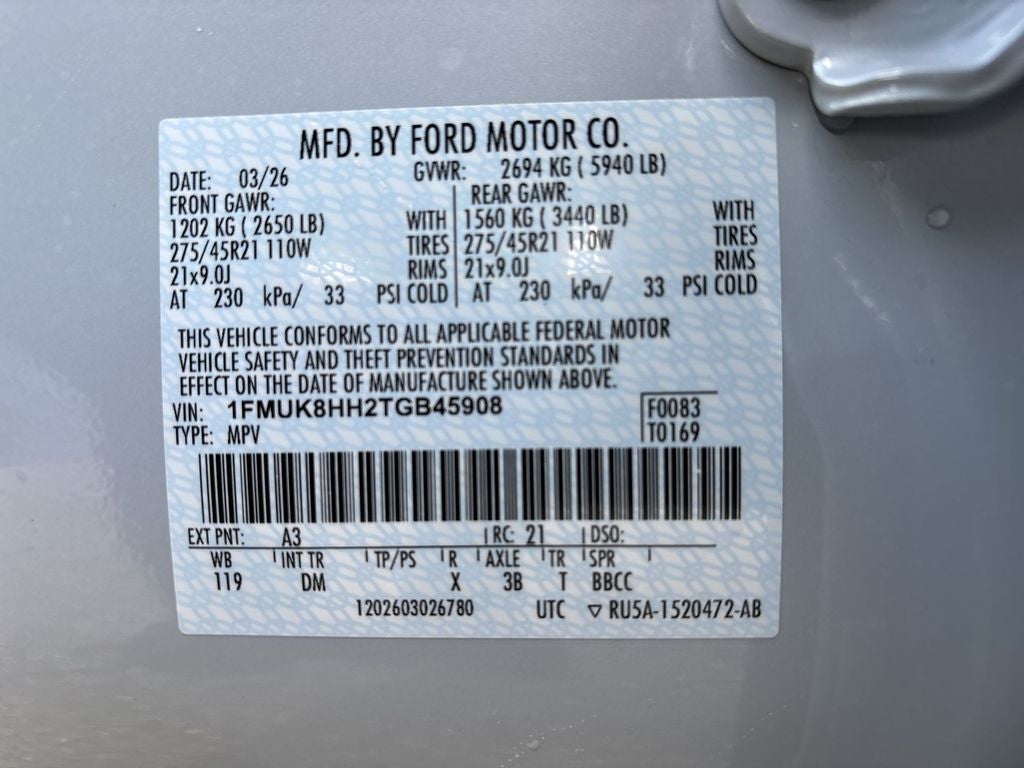 MFD. BY FORD MOTOR CO.
DATE: 03/26 GVWR: 2694 KG ( 5940 LB)
FRONT GAWR: REAR GAWR:
1202 KG ( 2650 LB) WITH 1560 KG ( 3440 LB) WITH
275/45R21 110W TIRES 275/45R21 110W TIRES
21x9.0J RIMS 21x9.0J RIMS
AT 230 kPa/ 33 PSI COLD AT 230 kPa/ 33 PSI COLD
THIS VEHICLE CONFORMS TO ALL APPLICABLE FEDERAL MOTOR
VEHICLE SAFETY AND THEFT PREVENTION STANDARDS IN
EFFECT ON THE DATE OF MANUFACTURE SHOWN ABOVE.
VIN: 1FMUK8HH2TGB45908 F0083
TYPE: MPV T0169
EXT PNT: A3 RC: 21 DSO:
WB INT TR TP/PS R AXLE TR SPR
119 DM X 3B T BBCC
1202603026780 UTC ▽ RU5A-1520472-AB